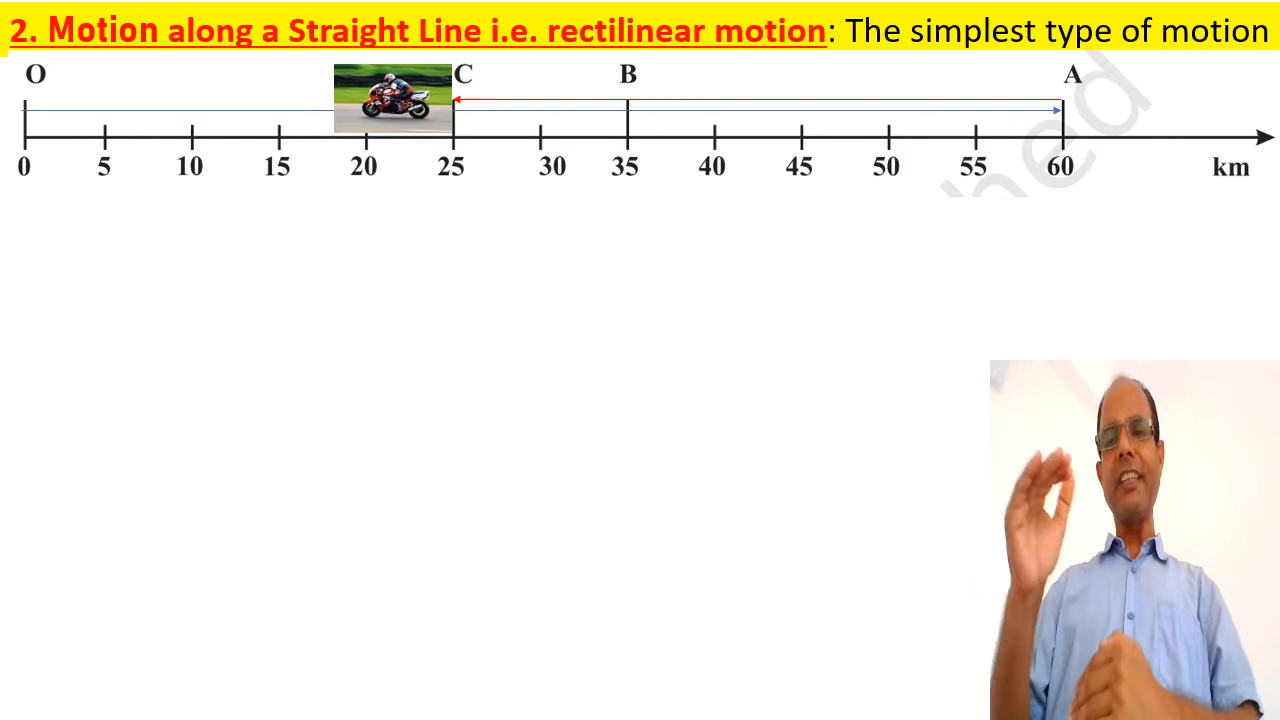 2. Motion along a Straight Line i.e. rectilinear motion: The simplest type of motion
O C B A
0 5 10 15 20 25 30 35 40 45 50 55 60 km